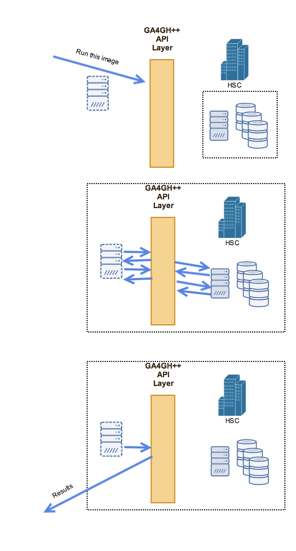 GA4GH++
API
Layer
Run this image
HSC
GA4GH++
API
Layer
HSC
GA4GH++
API
Layer
HSC
Results